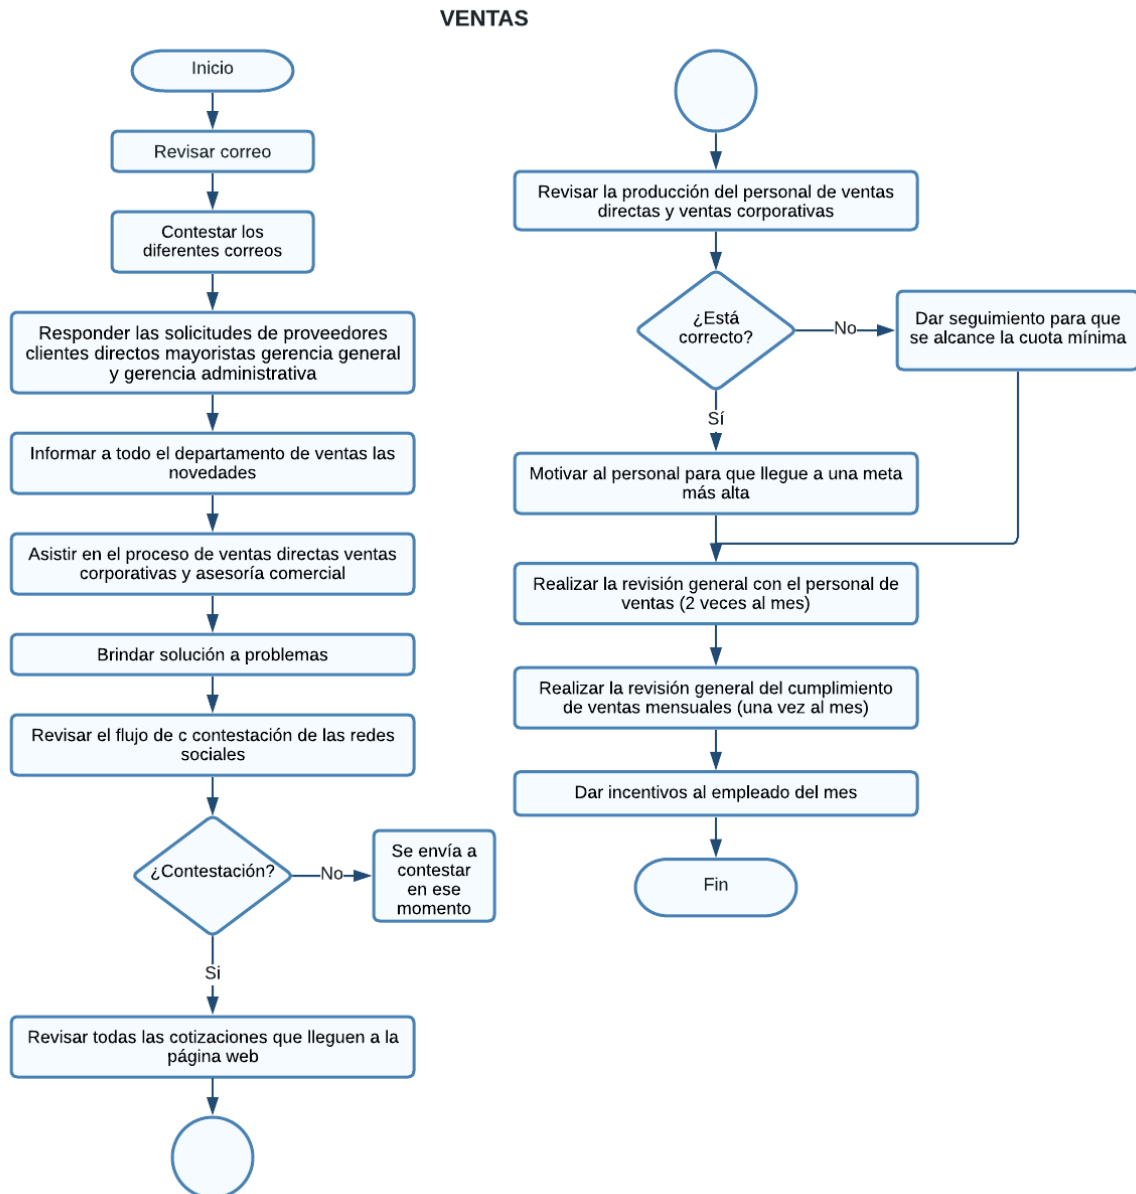 VENTAS
Inicio
Revisar correo
Contestar los
diferentes correos
Responder las solicitudes de proveedores
clientes directos mayoristas gerencia general
y gerencia administrativa
Informar a todo el departamento de ventas las
novedades
Asistir en el proceso de ventas directas ventas
corporativas y asesoría comercial
Brindar solución a problemas
Revisar el flujo de c contestación de las redes
sociales
¿Contestación?
No
Se envía a
contestar
en ese
momento
Si
Revisar todas las cotizaciones que lleguen a la
página web
Revisar la producción del personal de ventas
directas y ventas corporativas
¿Está
correcto?
No
Dar seguimiento para que
se alcance la cuota mínima
Sí
Motivar al personal para que llegue a una meta
más alta
Realizar la revisión general con el personal de
ventas (2 veces al mes)
Realizar la revisión general del cumplimiento
de ventas mensuales (una vez al mes)
Dar incentivos al empleado del mes
Fin